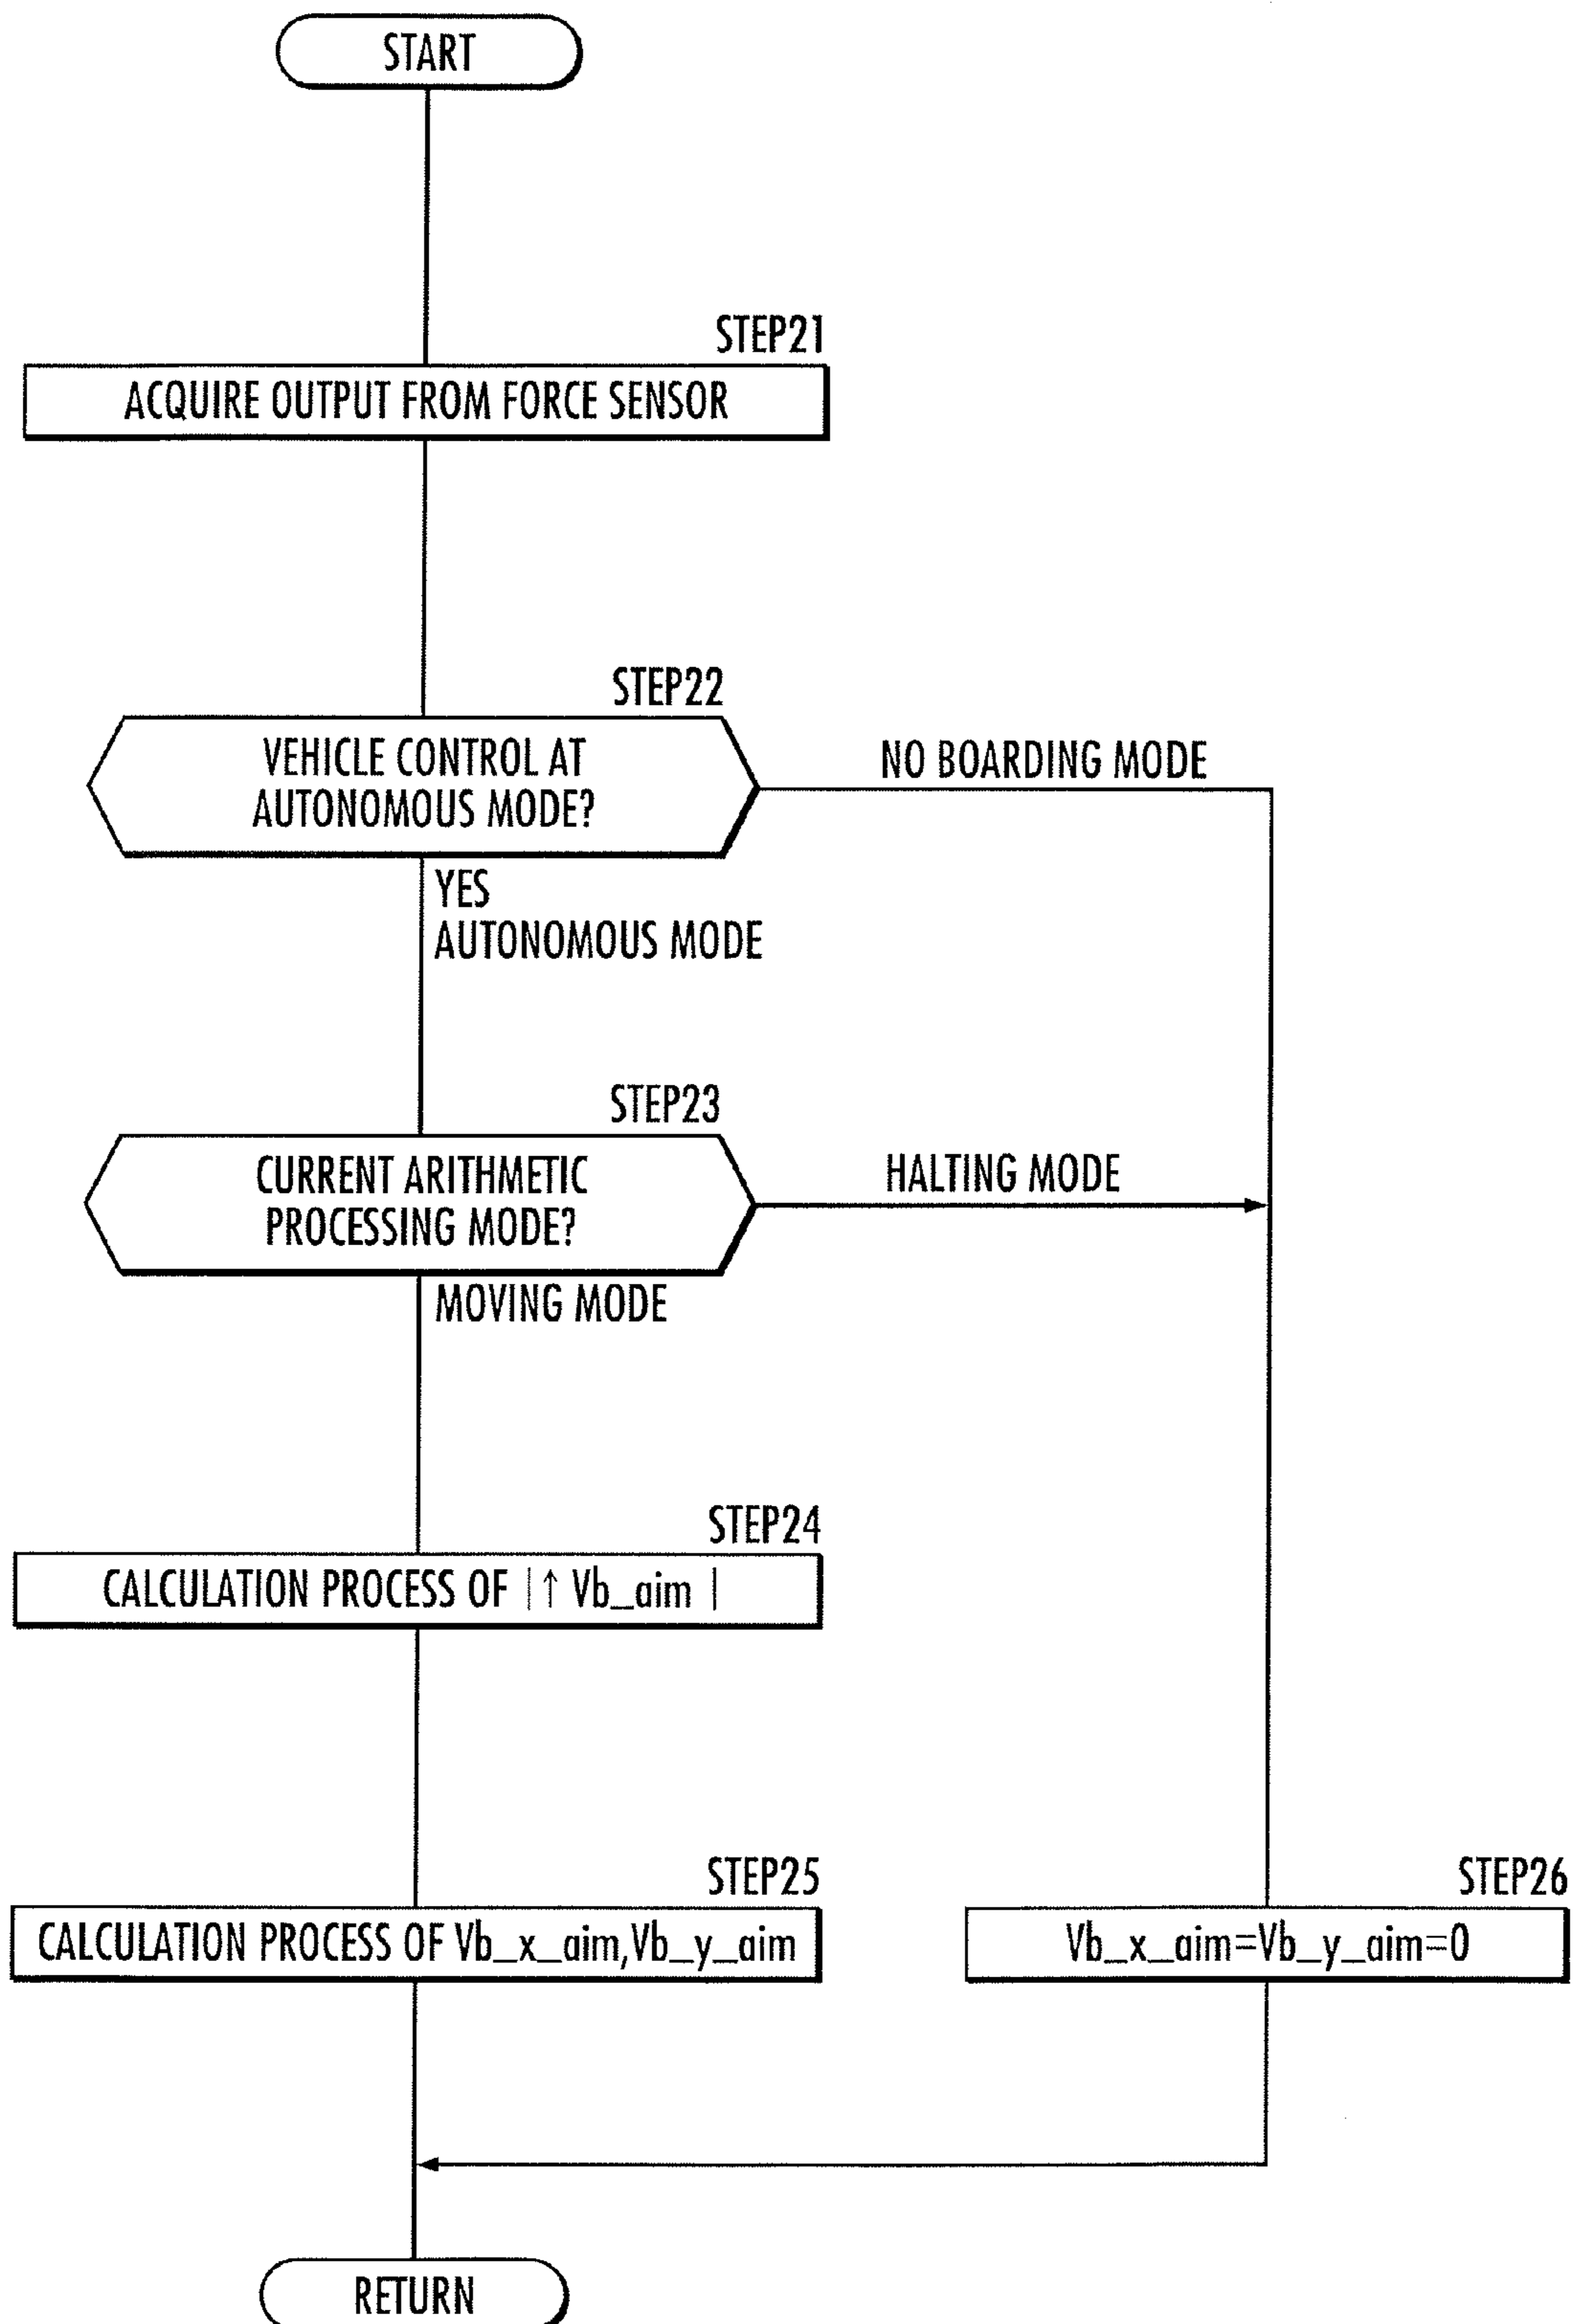 START
STEP21
ACQUIRE OUTPUT FROM FORCE SENSOR
STEP22
VEHICLE CONTROL AT
AUTONOMOUS MODE?
NO BOARDING MODE
YES
AUTONOMOUS MODE
STEP23
CURRENT ARITHMETIC
PROCESSING MODE?
HALTING MODE
MOVING MODE
STEP24
CALCULATION PROCESS OF |↑ Vb_aim |
STEP25
CALCULATION PROCESS OF Vb_x_aim,Vb_y_aim
STEP26
Vb_x_aim=Vb_y_aim=0
RETURN